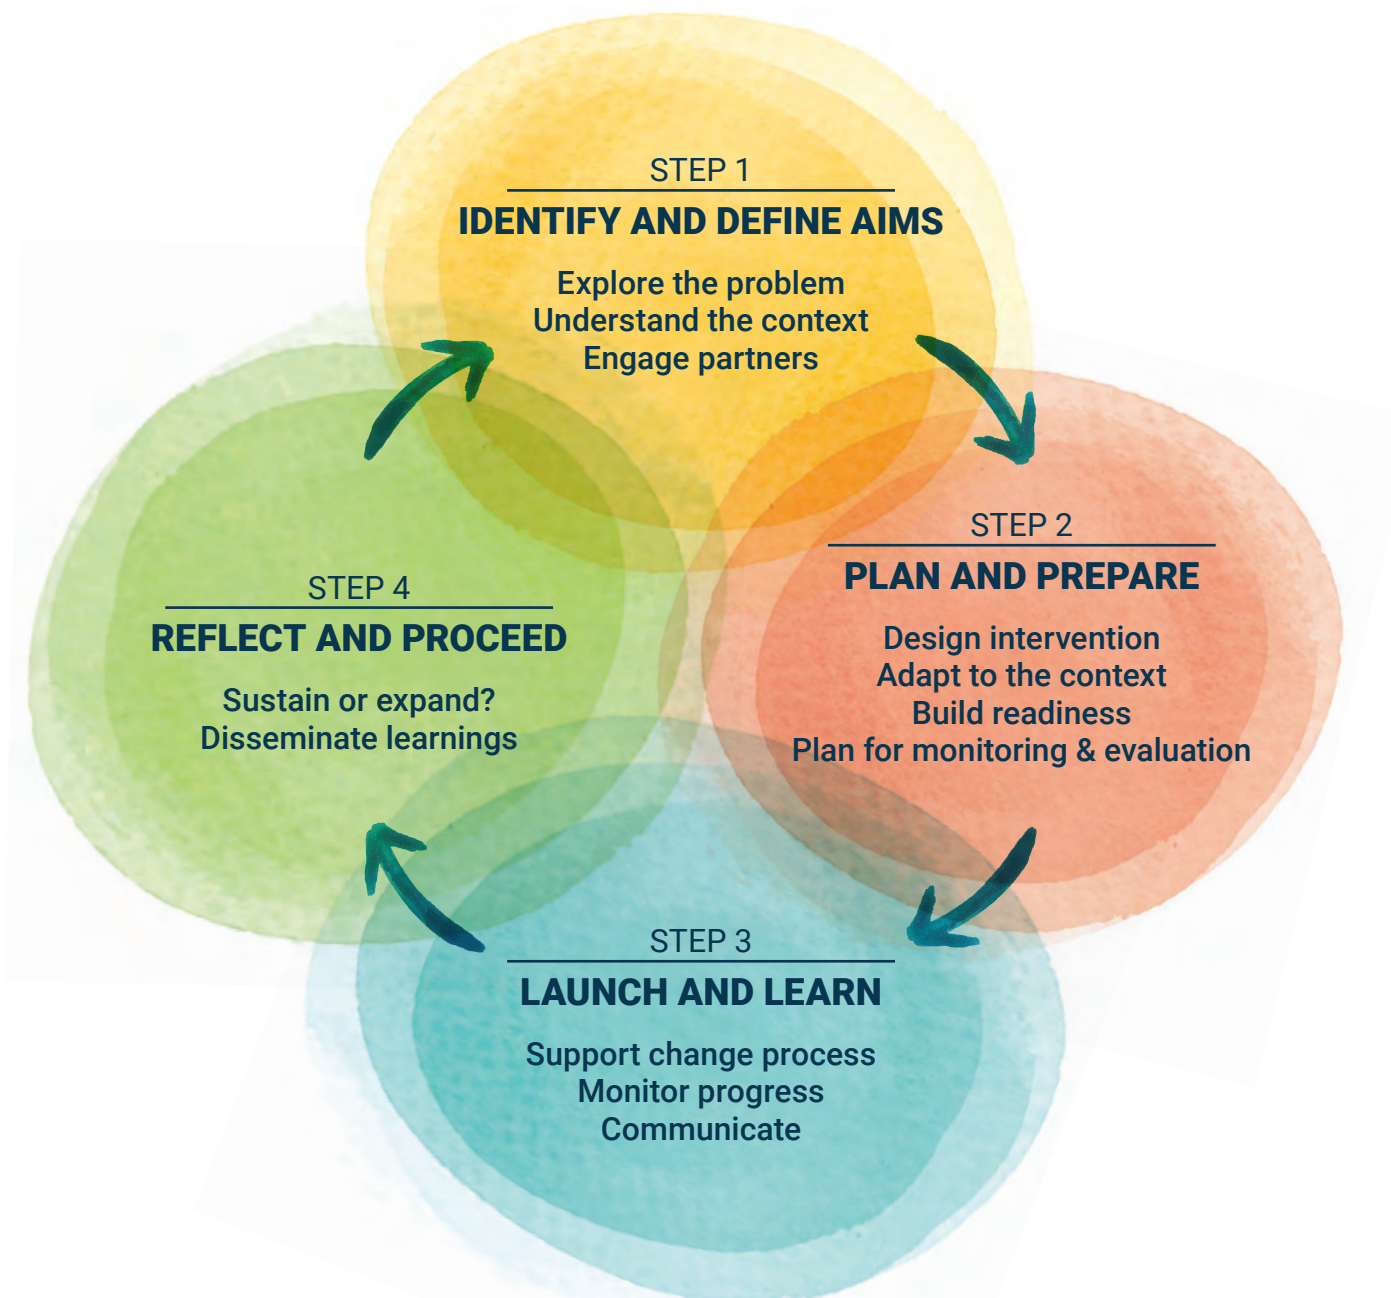 STEP 1
IDENTIFY AND DEFINE AIMS
Explore the problem
Understand the context
Engage partners
STEP 2
PLAN AND PREPARE
Design intervention
Adapt to the context
Build readiness
Plan for monitoring & evaluation
STEP 3
LAUNCH AND LEARN
Support change process
Monitor progress
Communicate
STEP 4
REFLECT AND PROCEED
Sustain or expand?
Disseminate learnings